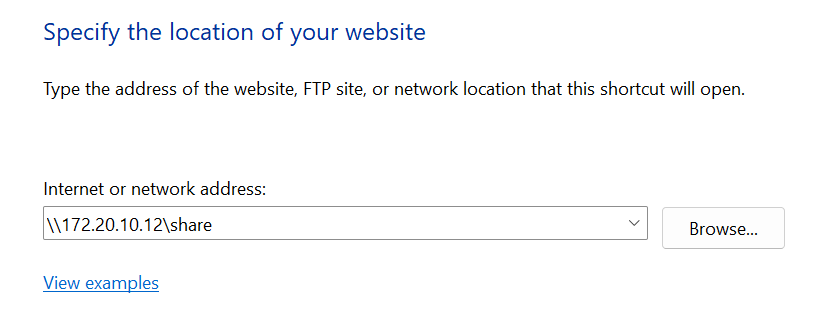 Specify the location of your website
Type the address of the website, FTP site, or network location that this shortcut will open.
Internet or network address:
\\172.20.10.12\share
Browse...
View examples